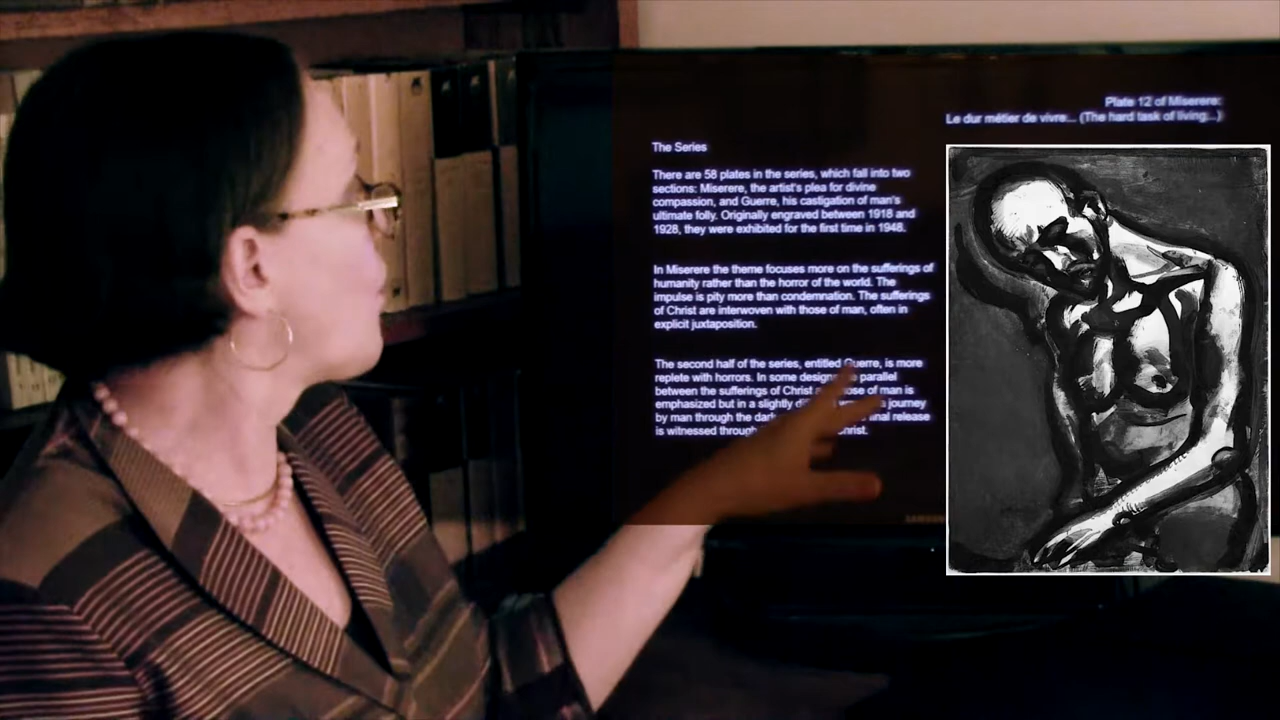 Plate 12 of Miserere:
Le dur métier de vivre... (The hard task of living...)
The Series
There are 58 plates in the series, which fall into two
sections: Miserere, the artist's plea for divine
compassion, and Guerre, his castigation of man's
ultimate folly. Originally engraved between 1918 and
1928, they were exhibited for the first time in 1948.
In Miserere the theme focuses more on the sufferings of
humanity rather than the horror of the world. The
impulse is pity more than condemnation. The sufferings
of Christ are interwoven with those of man, often in
explicit juxtaposition.
The second half of the series, entitled Guerre, is more
replete with horrors. In some parallel
between the sufferings of Christ of man is
emphasized but in a slightly a journey
by man through the release
is witnessed through